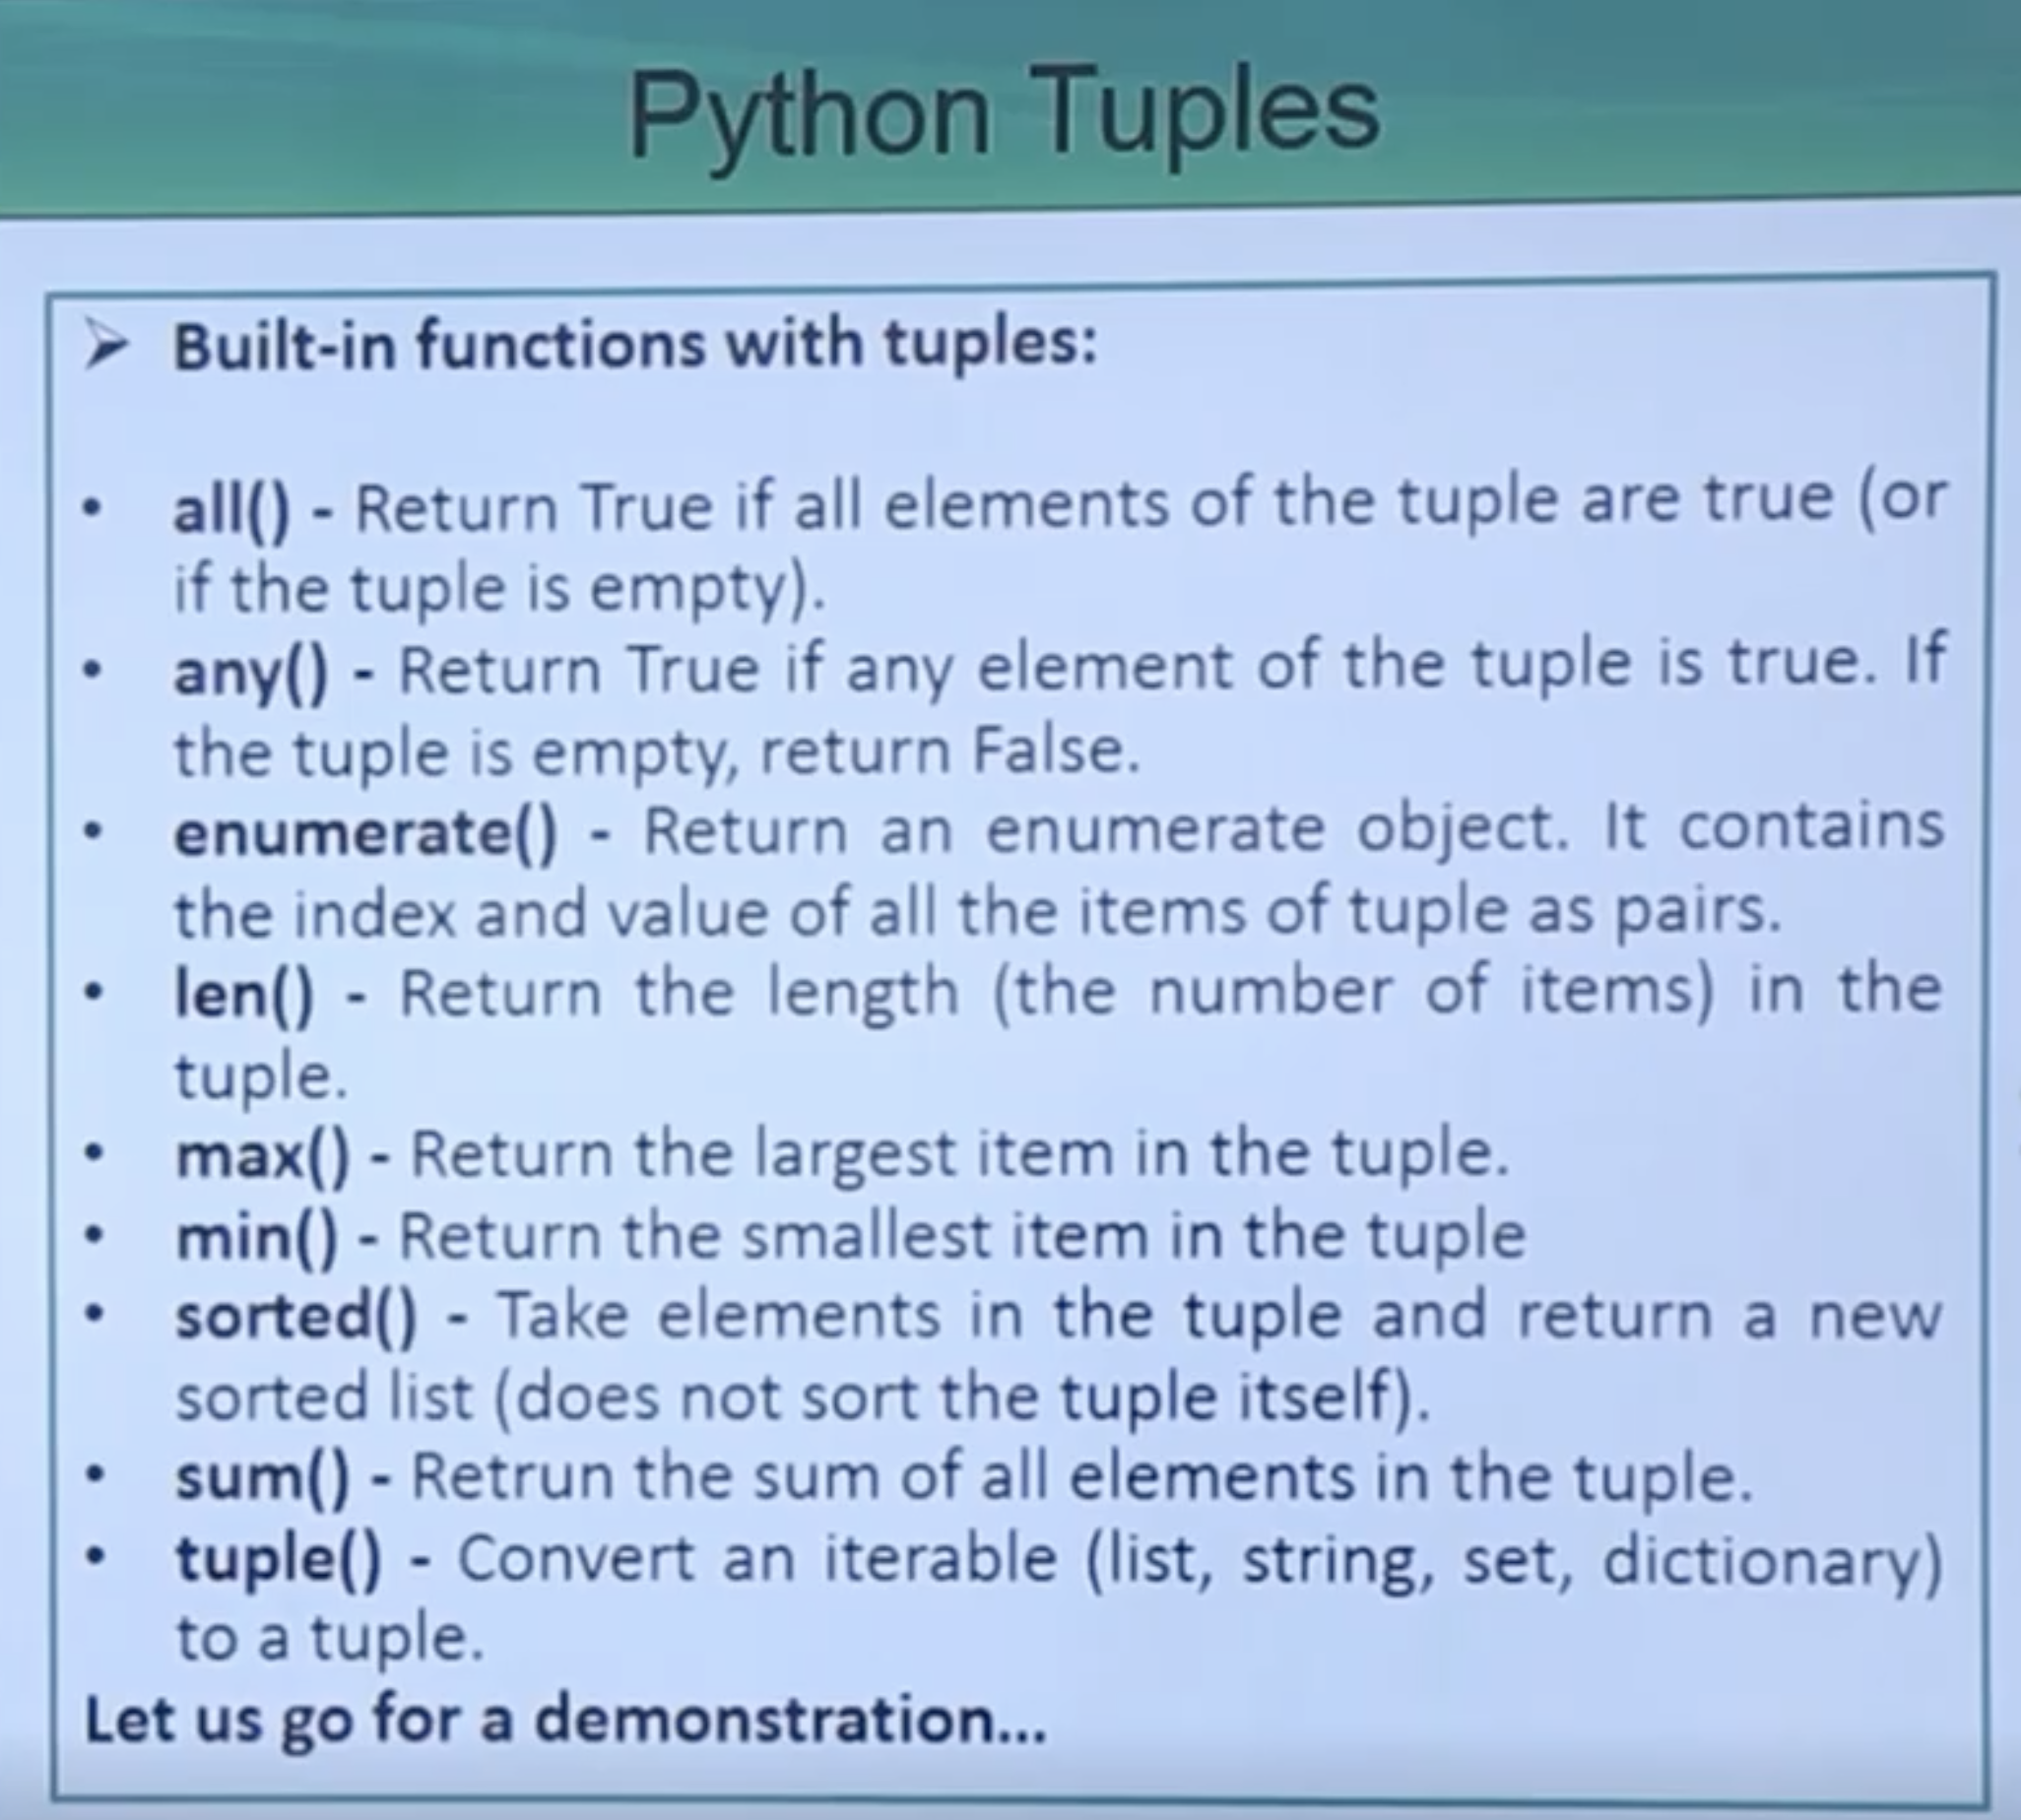 Python Tuples
➢ Built-in functions with tuples:
• all() - Return True if all elements of the tuple are true (or
if the tuple is empty).
• any() - Return True if any element of the tuple is true. If
the tuple is empty, return False.
• enumerate() - Return an enumerate object. It contains
the index and value of all the items of tuple as pairs.
• len() - Return the length (the number of items) in the
tuple.
• max() - Return the largest item in the tuple.
• min() - Return the smallest item in the tuple
• sorted() - Take elements in the tuple and return a new
sorted list (does not sort the tuple itself).
• sum() - Retrun the sum of all elements in the tuple.
• tuple() - Convert an iterable (list, string, set, dictionary)
to a tuple.
Let us go for a demonstration...